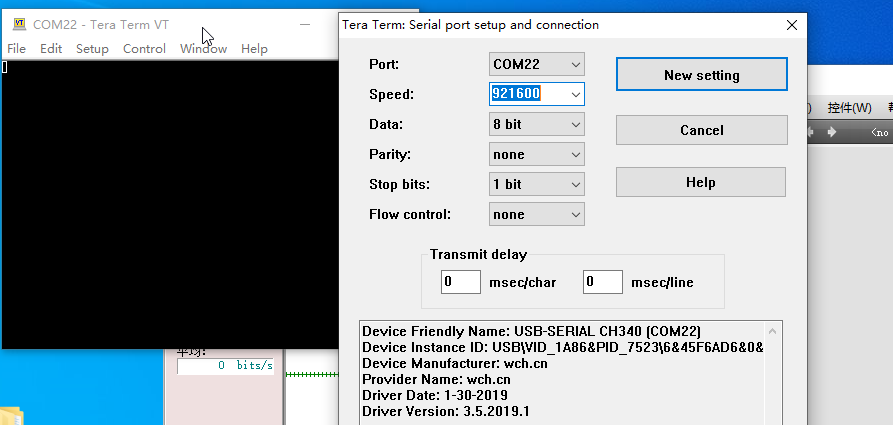 COM22 - Tera Term VT
File Edit Setup Control Window Help
Tera Term: Serial port setup and connection
Port: COM22 New setting
Speed: 921600
Data: 8 bit Cancel
Parity: none
Stop bits: 1 bit Help
Flow control: none
Transmit delay
0 msec/char 0 msec/line
Device Friendly Name: USB-SERIAL CH340 (COM22)
Device Instance ID: USB\VID_1A86&PID_7523\6&45F6AD6&0&
Device Manufacturer: wch.cn
Provider Name: wch.cn
Driver Date: 1-30-2019
Driver Version: 3.5.2019.1
控件(W)
<no
平均:
0 bits/s